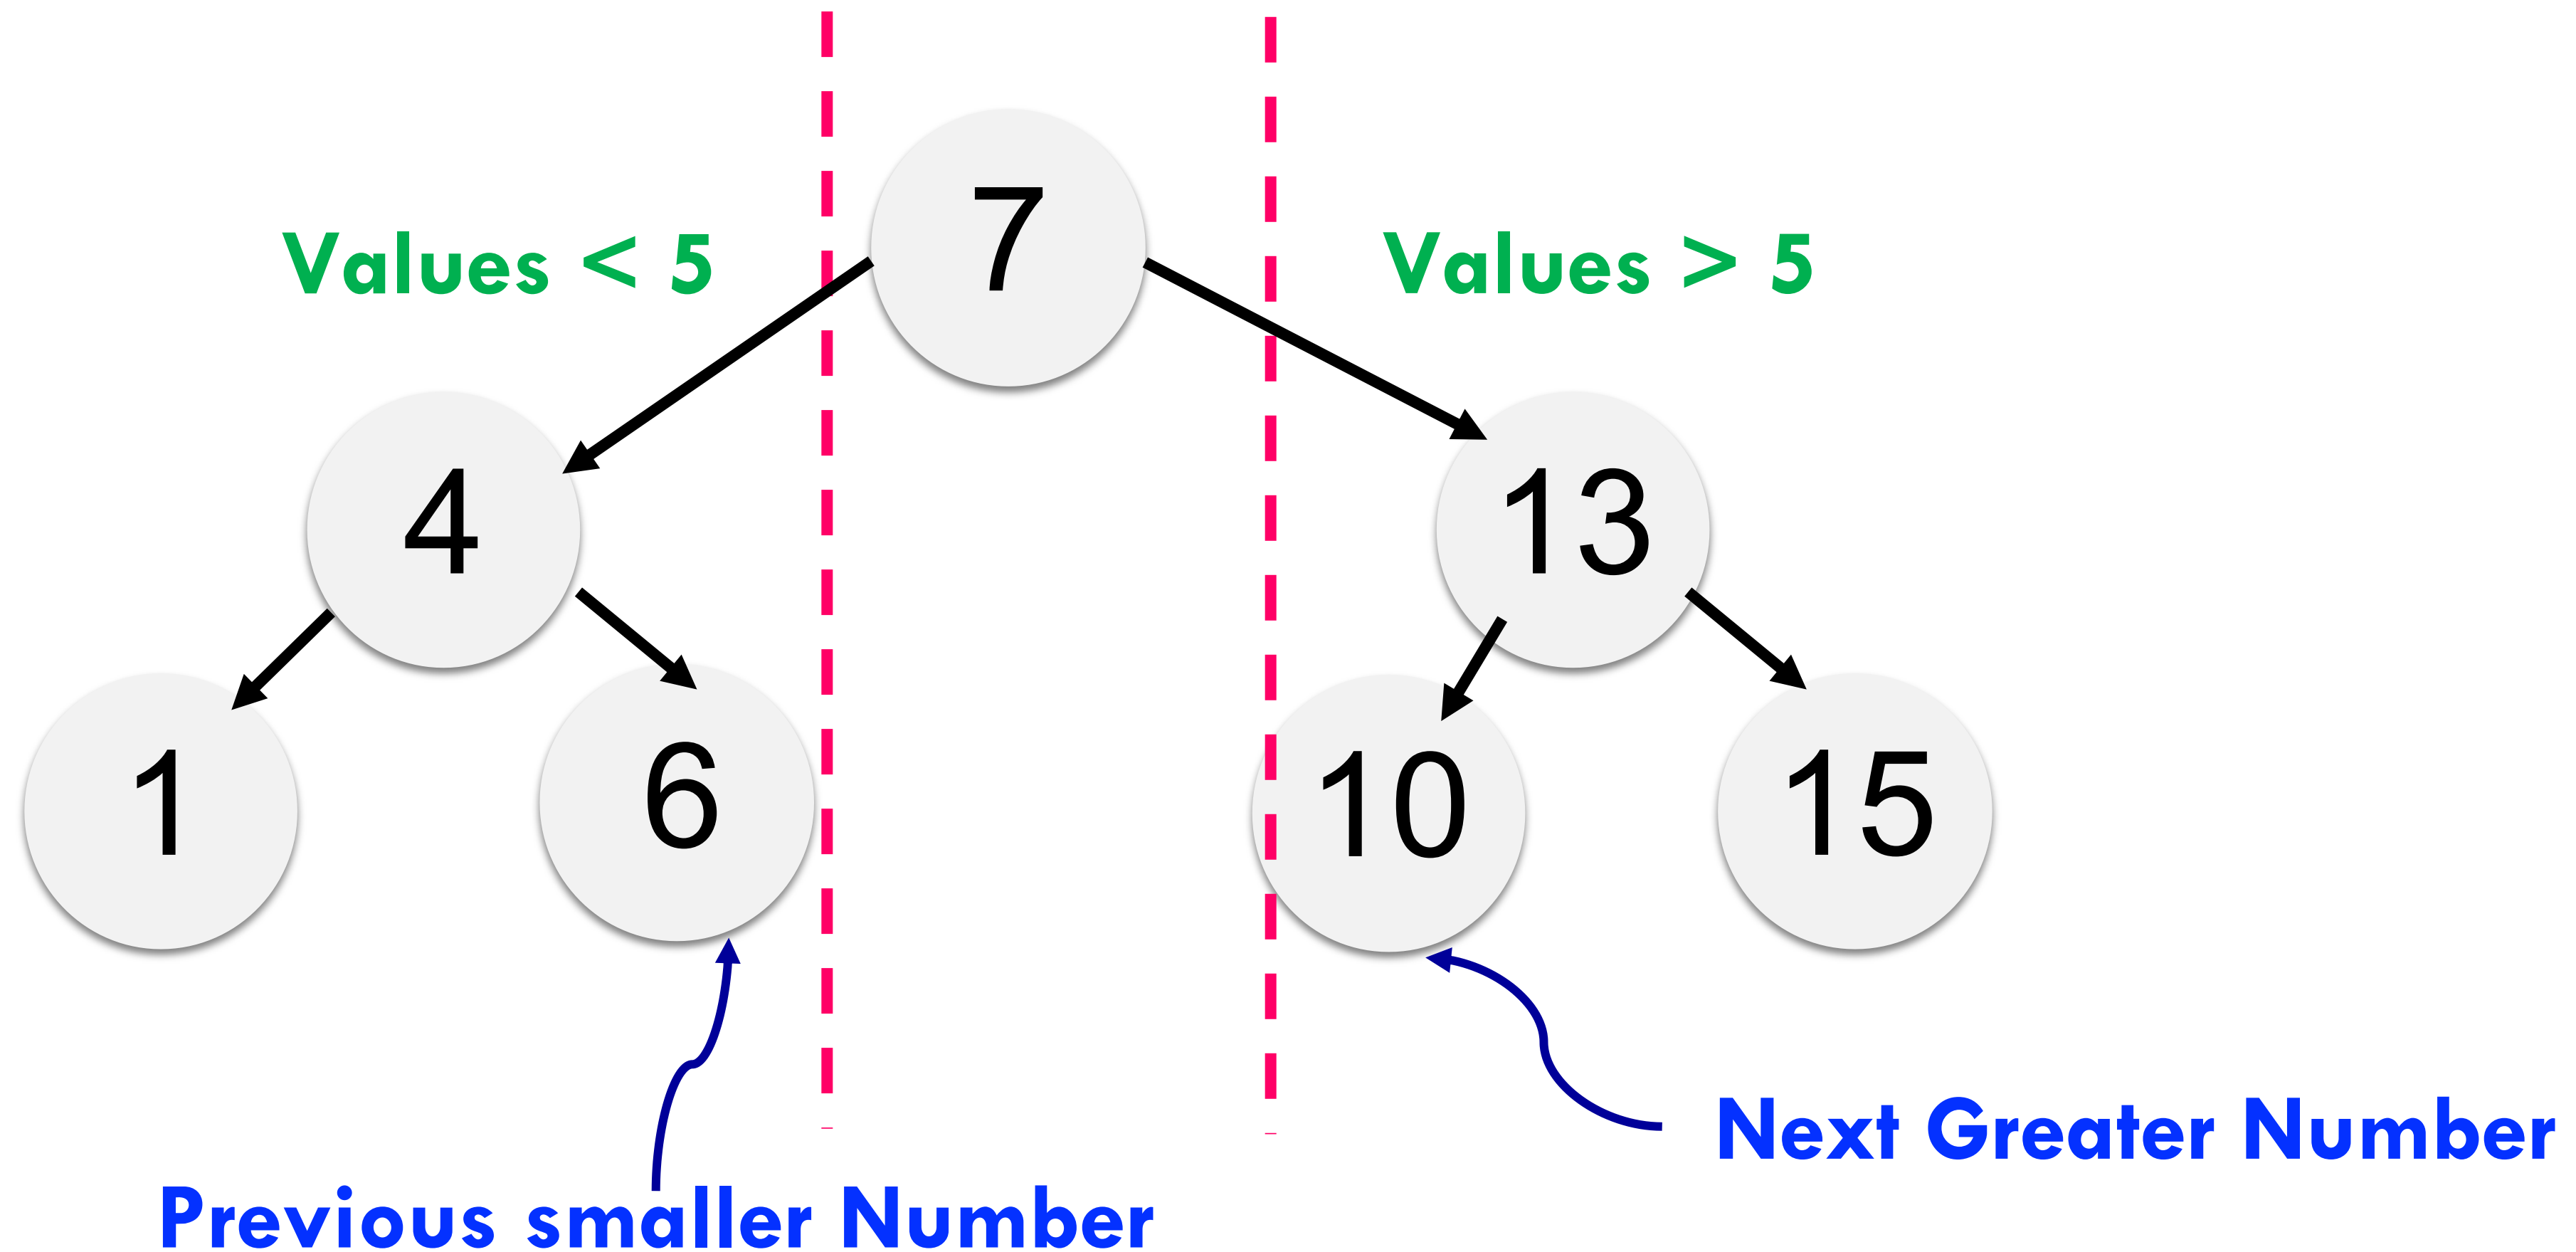 7
Values < 5
Values > 5
4
13
1
6
10
15
Next Greater Number
Previous smaller Number